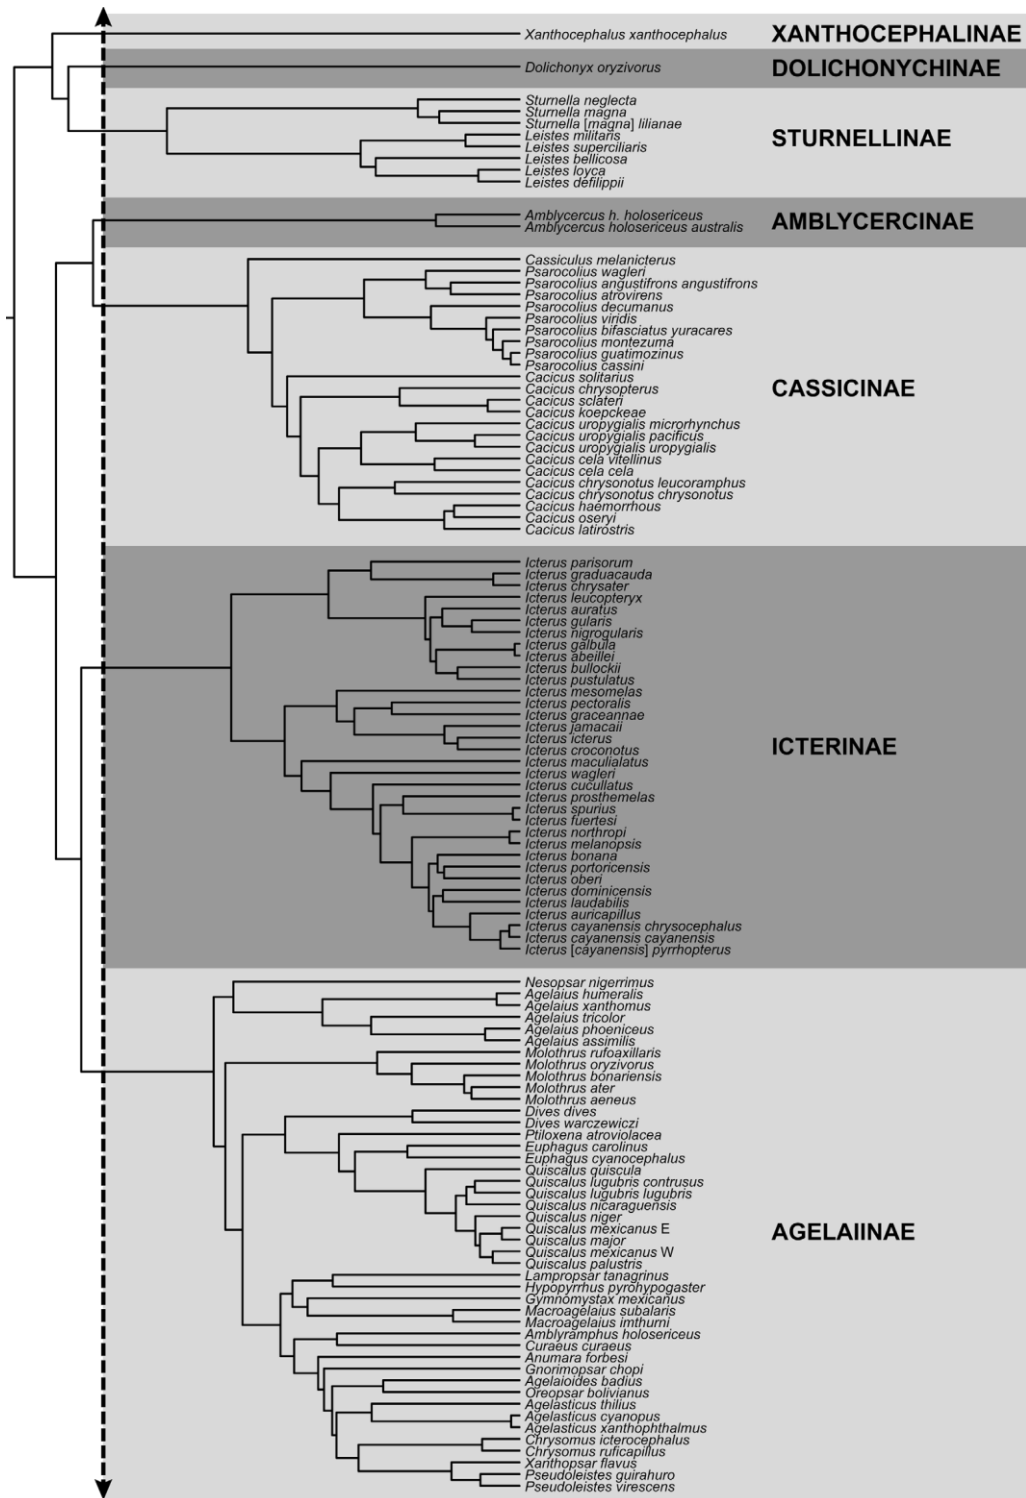 Xanthocephalus xanthocephalus
XANTHOCEPHALINAE
Dolichonyx oryzivorus
DOLICHONYCHINAE
Sturnella neglecta
Sturnella magna
Sturnella [magna] lilianae
Leistes militaris
Leistes superciliaris
Leistes bellicosa
Leistes loyca
Leistes defilippii
STURNELLINAE
Amblycercus h. holosericeus
Amblycercus holosericeus australis
AMBLYCERCINAE
Cassiculus melanicterus
Psarocolius wagleri
Psarocolius angustifrons angustifrons
Psarocolius atrovirens
Psarocolius decumanus
Psarocolius viridis
Psarocolius bifasciatus yuracares
Psarocolius montezuma
Psarocolius guatimozinus
Psarocolius cassini
Cacicus solitarius
Cacicus chrysopterus
Cacicus sclateri
Cacicus koepckeae
Cacicus uropygialis microrhynchus
Cacicus uropygialis pacificus
Cacicus uropygialis uropygialis
Cacicus cela vitellinus
Cacicus cela cela
Cacicus chrysonotus leucoramphus
Cacicus chrysonotus chrysonotus
Cacicus haemorrhous
Cacicus oseryi
Cacicus latirostris
CASSICINAE
Icterus parisorum
Icterus graduacauda
Icterus chrysater
Icterus leucopteryx
Icterus auratus
Icterus gularis
Icterus nigrogularis
Icterus galbula
Icterus abeillei
Icterus bullockii
Icterus pustulatus
Icterus mesomelas
Icterus pectoralis
Icterus graceannae
Icterus jamacaii
Icterus icterus
Icterus croconotus
Icterus maculialatus
Icterus wagleri
Icterus cucullatus
Icterus prosthemelas
Icterus spurius
Icterus fuertesi
Icterus northropi
Icterus melanopsis
Icterus bonana
Icterus portoricensis
Icterus oberi
Icterus dominicensis
Icterus laudabilis
Icterus auricapillus
Icterus cayanensis chrysocephalus
Icterus cayanensis cayanensis
Icterus [cayanensis] pyrrhopterus
ICTERINAE
Nesopsar nigerrimus
Agelaius humeralis
Agelaius xanthomus
Agelaius tricolor
Agelaius phoeniceus
Agelaius assimilis
Molothrus rufoaxillaris
Molothrus oryzivorus
Molothrus bonariensis
Molothrus ater
Molothrus aeneus
Dives dives
Dives warczewiczi
Ptiloxena atroviolacea
Euphagus carolinus
Euphagus cyanocephalus
Quiscalus quiscula
Quiscalus lugubris contrusus
Quiscalus lugubris lugubris
Quiscalus nicaraguensis
Quiscalus niger
Quiscalus mexicanus E
Quiscalus major
Quiscalus mexicanus W
Quiscalus palustris
Lampropsar tanagrinus
Hypopyrrhus pyrohypogaster
Gymnomystax mexicanus
Macroagelaius subalaris
Macroagelaius imthurni
Amblyramphus holosericeus
Curaeus curaeus
Anumara forbesi
Gnorimopsar chopi
Agelaioides badius
Oreopsar bolivianus
Agelasticus thilius
Agelasticus cyanopus
Agelasticus xanthophthalmus
Chrysomus icterocephalus
Chrysomus ruficapillus
Xanthopsar flavus
Pseudoleistes guirahuro
Pseudoleistes virescens
AGELAIINAE